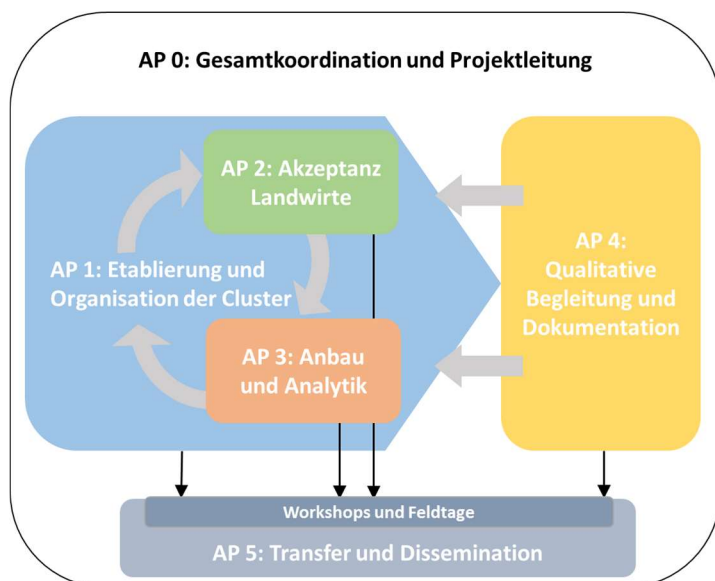 AP 0: Gesamtkoordination und Projektleitung
AP 2: Akzeptanz
Landwirte
AP 1: Etablierung und
Organisation der Cluster
AP 3: Anbau
und Analytik
AP 4:
Qualitative
Begleitung und
Dokumentation
Workshops und Feldtage
AP 5: Transfer und Dissemination